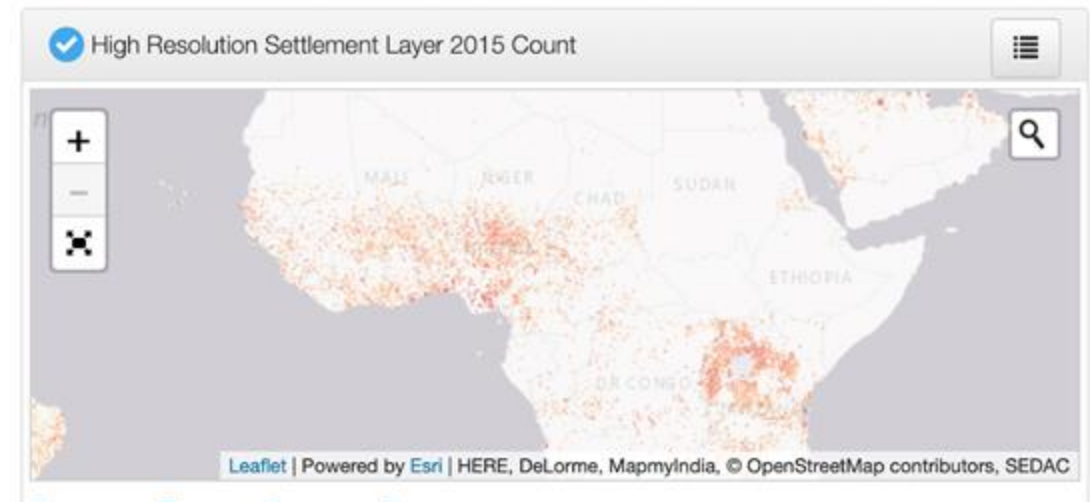 High Resolution Settlement Layer 2015 Count
+
MALI NIGER CHAD SUDAN
−
ETHIOPIA
DR CONGO
Leaflet | Powered by Esri | HERE, DeLorme, MapmyIndia, © OpenStreetMap contributors, SEDAC